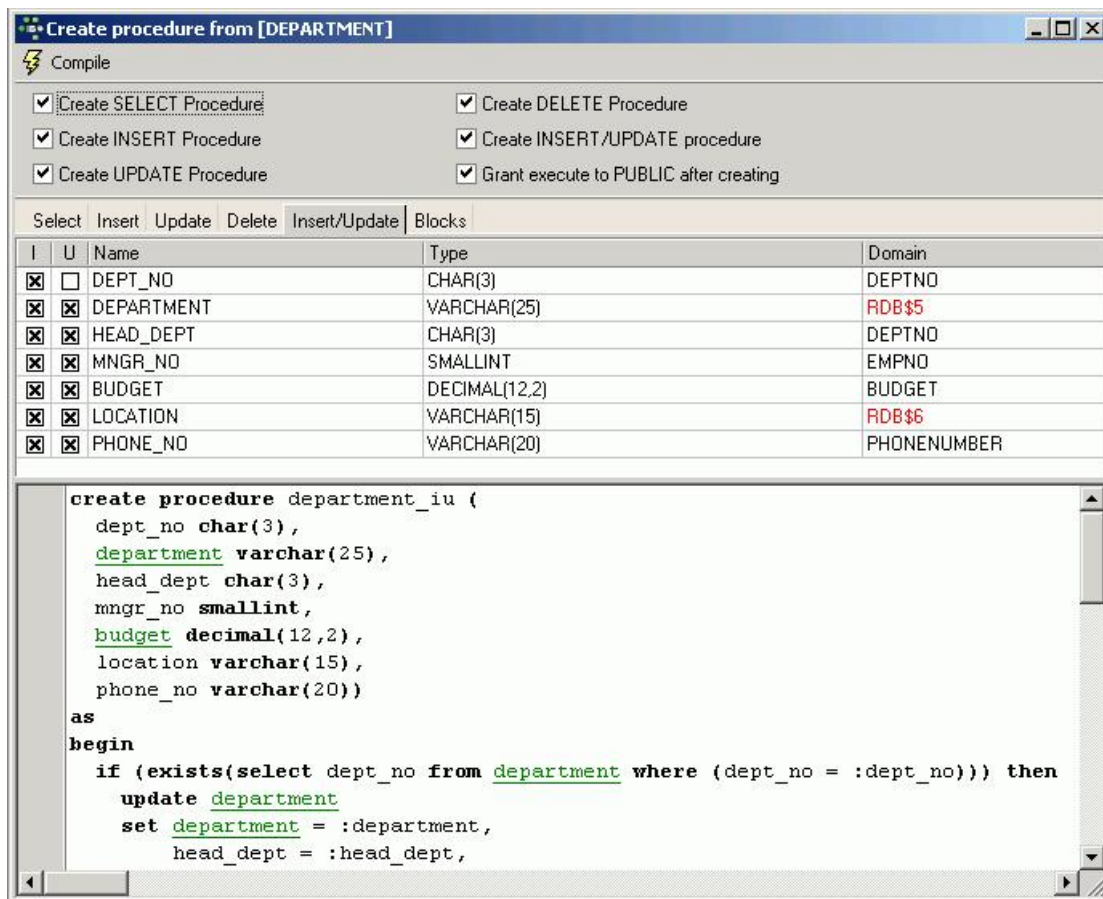 Create procedure from [DEPARTMENT]
Compile
Create SELECT Procedure Create DELETE Procedure
Create INSERT Procedure Create INSERT/UPDATE procedure
Create UPDATE Procedure Grant execute to PUBLIC after creating
Select Insert Update Delete Insert/Update Blocks
I U Name Type Domain
DEPT_NO CHAR(3) DEPTNO
DEPARTMENT VARCHAR(25) RDB$5
HEAD_DEPT CHAR(3) DEPTNO
MNGR_NO SMALLINT EMPNO
BUDGET DECIMAL(12,2) BUDGET
LOCATION VARCHAR(15) RDB$6
PHONE_NO VARCHAR(20) PHONENUMBER
create procedure department_iu (
dept_no char(3),
department varchar(25),
head_dept char(3),
mngr_no smallint,
budget decimal(12,2),
location varchar(15),
phone_no varchar(20))
as
begin
if (exists(select dept_no from department where (dept_no = :dept_no))) then
update department
set department = :department,
head_dept = :head_dept,